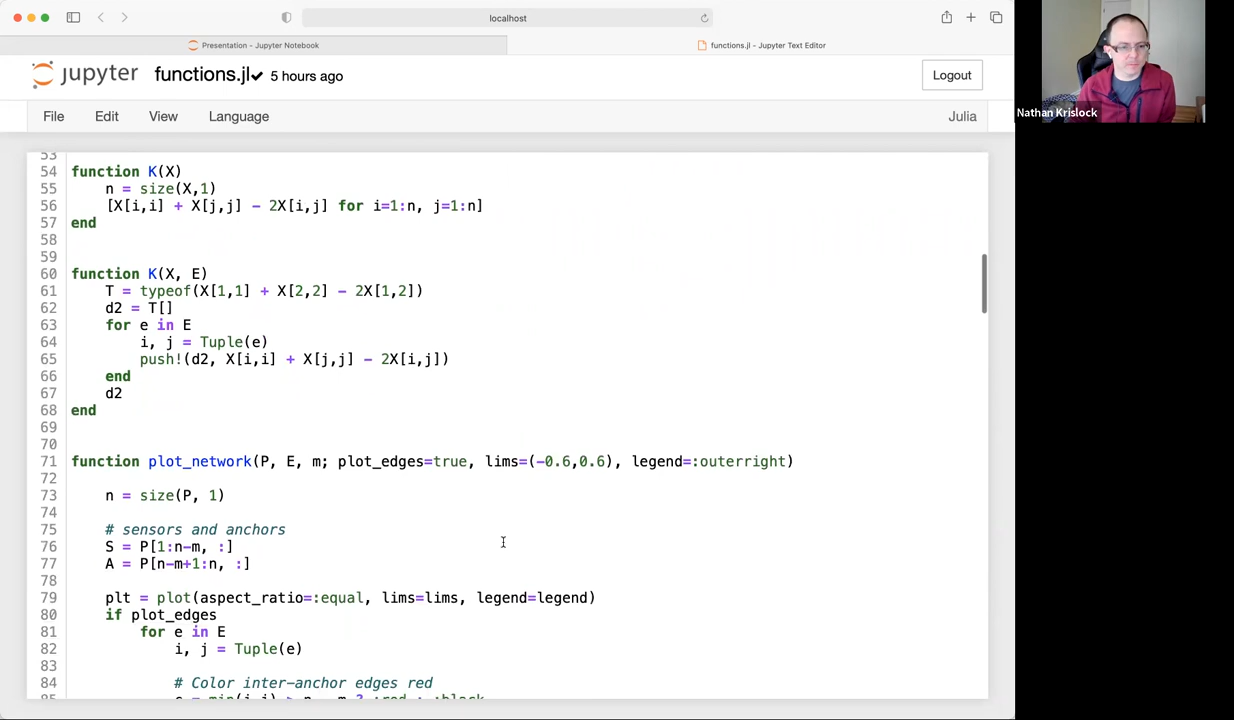 localhost
Presentation - Jupyter Notebook
functions.jl - Jupyter Text Editor
jupyter functions.jl✔ 5 hours ago
Logout
File Edit View Language
Julia
53
54 function K(X)
55 n = size(X,1)
56 [X[i,i] + X[j,j] - 2X[i,j] for i=1:n, j=1:n]
57 end
58
59
60 function K(X, E)
61 T = typeof(X[1,1] + X[2,2] - 2X[1,2])
62 d2 = T[]
63 for e in E
64 i, j = Tuple(e)
65 push!(d2, X[i,i] + X[j,j] - 2X[i,j])
66 end
67 d2
68 end
69
70
71 function plot_network(P, E, m; plot_edges=true, lims=(-0.6,0.6), legend=:outerright)
72
73 n = size(P, 1)
74
75 # sensors and anchors
76 S = P[1:n-m, :]
77 A = P[n-m+1:n, :]
78
79 plt = plot(aspect_ratio=:equal, lims=lims, legend=legend)
80 if plot_edges
81 for e in E
82 i, j = Tuple(e)
83
84 # Color inter-anchor edges red
Nathan Krislock